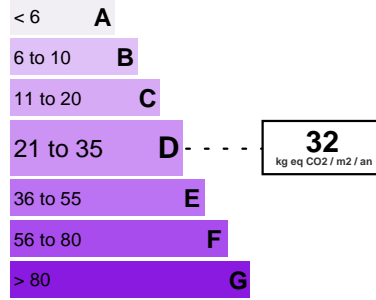 < 6 A
6 to 10 B
11 to 20 C
21 to 35 D
32
kg eq CO2 / m2 / an
36 to 55 E
56 to 80 F
> 80 G